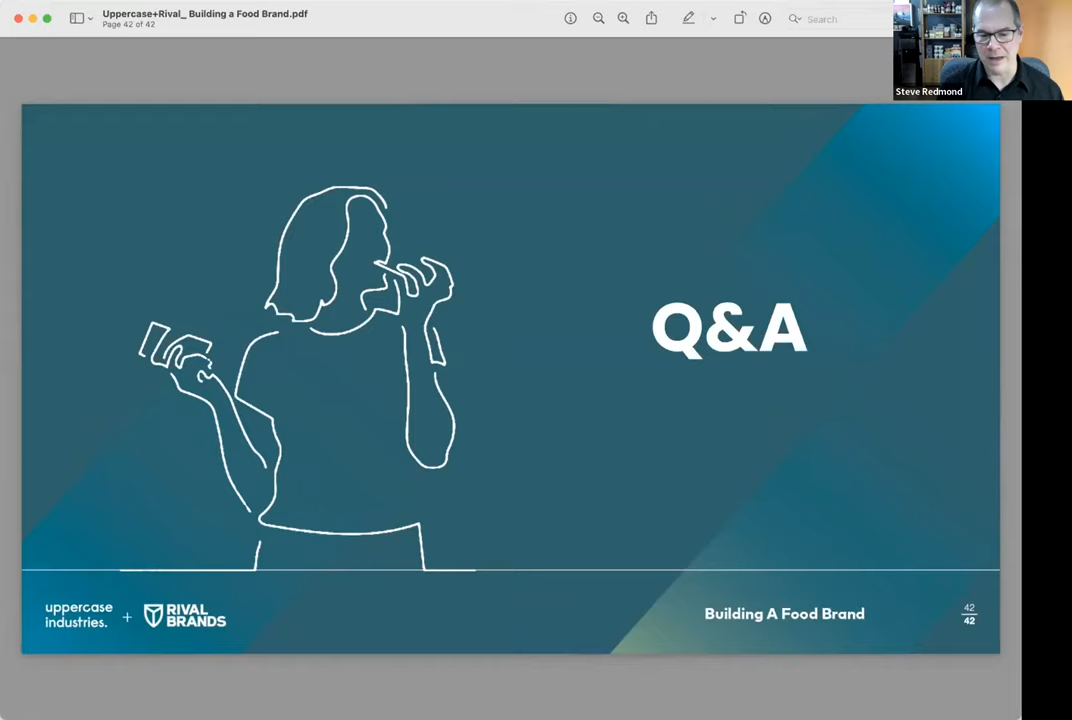 Uppercase+Rival_ Building a Food Brand.pdf
Page 42 of 42
Search
Steve Redmond
Q&A
uppercase
industries.
+
RIVAL
BRANDS
Building A Food Brand
42
42